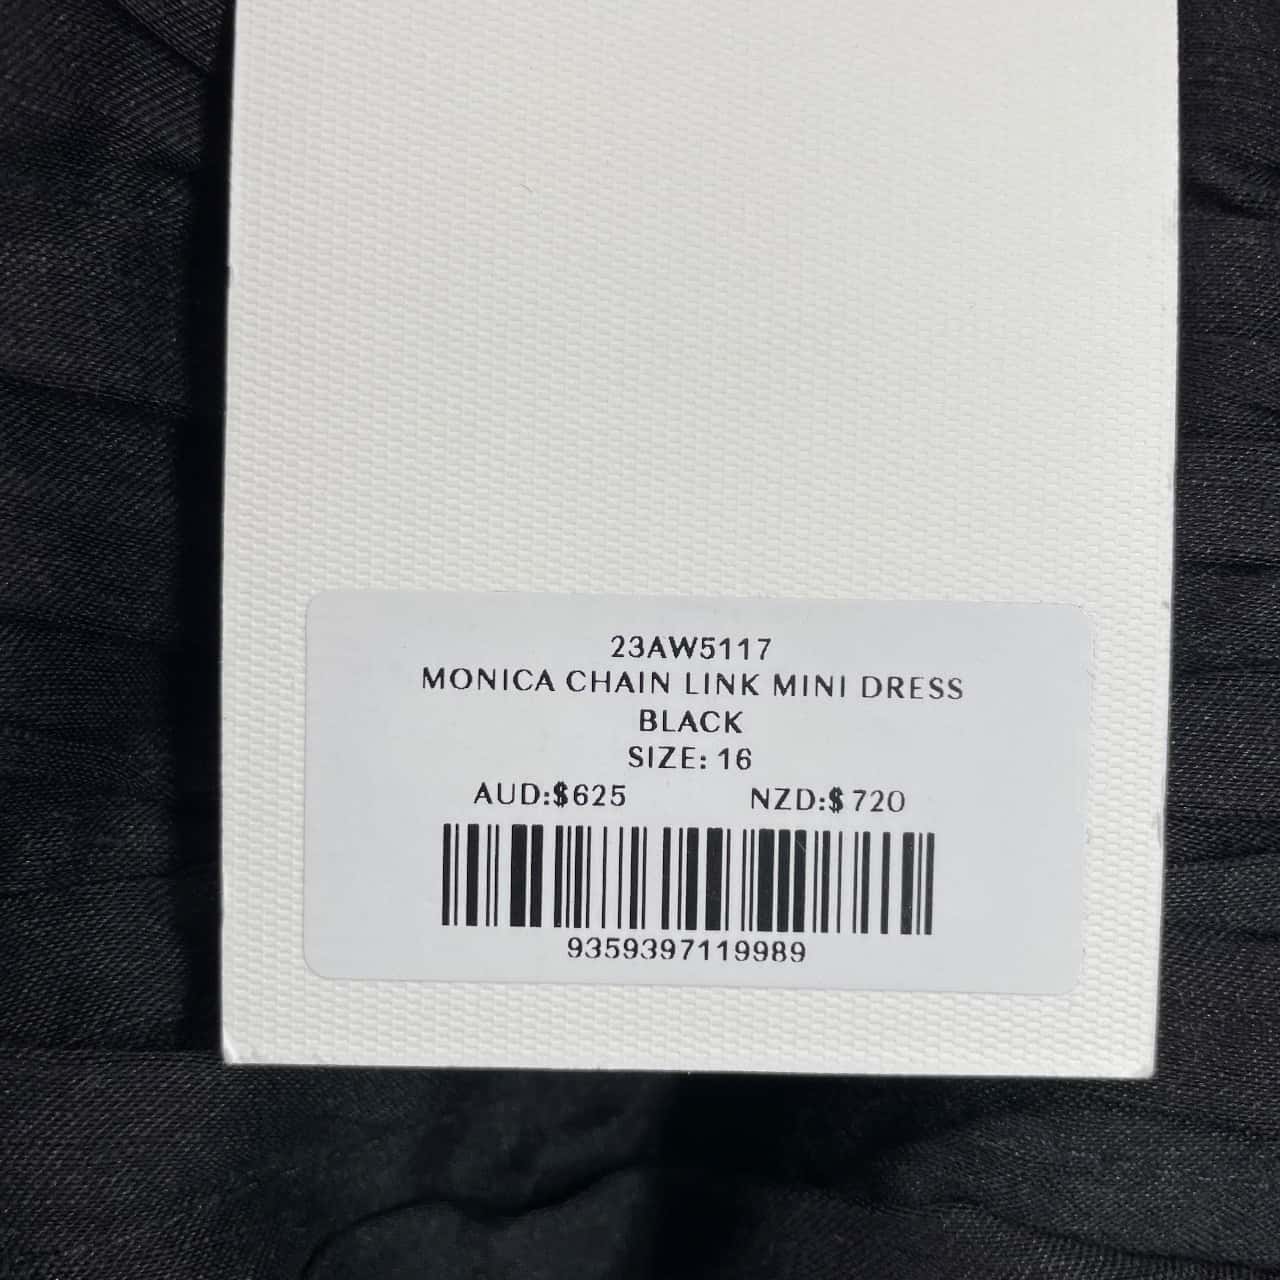 23AW5117
MONICA CHAIN LINK MINI DRESS
BLACK
SIZE: 16
AUD:$625 NZD:$720
9359397119989